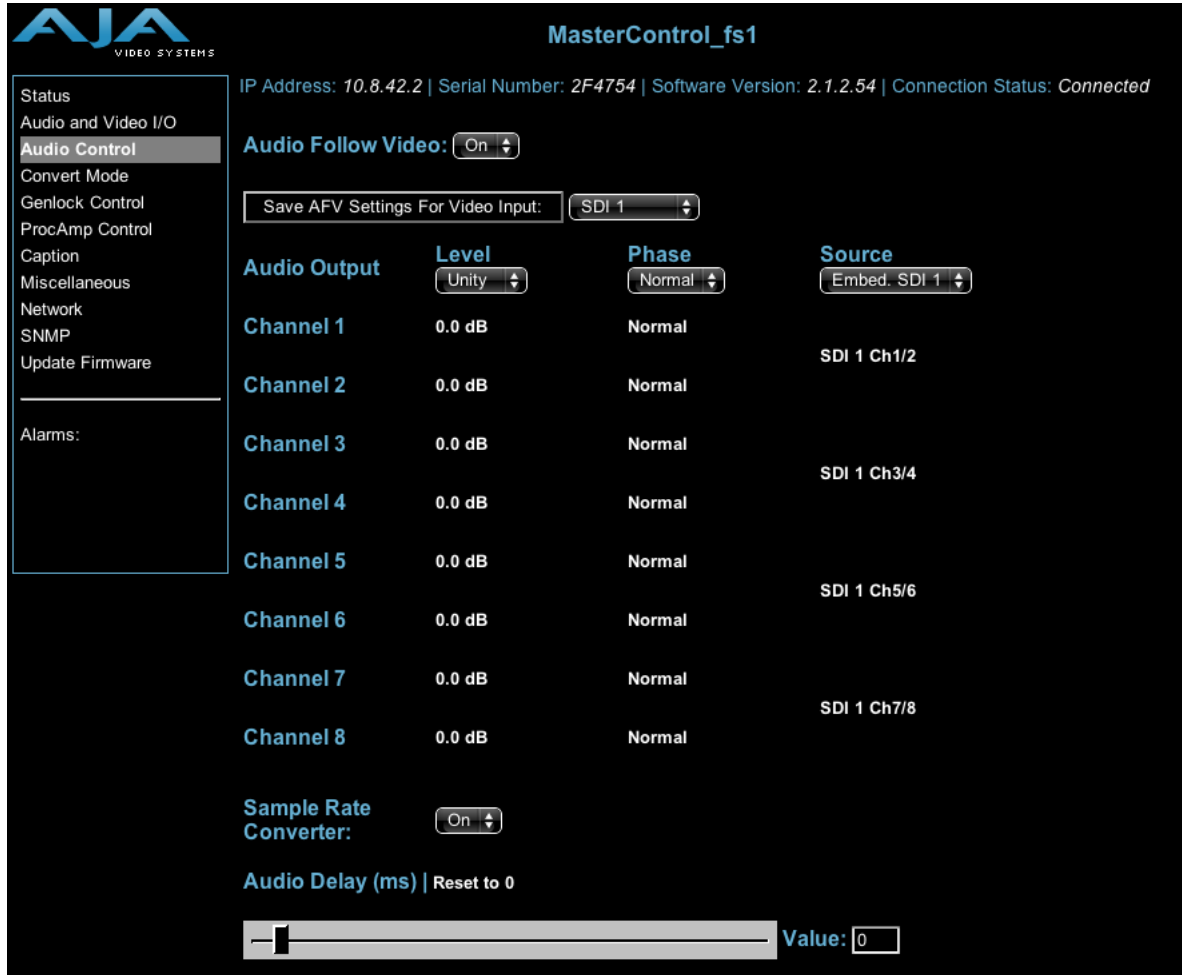 AJA
VIDEO SYSTEMS
MasterControl_fs1
IP Address: 10.8.42.2 | Serial Number: 2F4754 | Software Version: 2.1.2.54 | Connection Status: Connected
Status
Audio and Video I/O
Audio Control
Convert Mode
Genlock Control
ProcAmp Control
Caption
Miscellaneous
Network
SNMP
Update Firmware
Alarms:
Audio Follow Video: On
Save AFV Settings For Video Input: SDI 1
Audio Output
Level
Unity
Phase
Normal
Source
Embed. SDI 1
Channel 1 0.0 dB Normal
SDI 1 Ch1/2
Channel 2 0.0 dB Normal
Channel 3 0.0 dB Normal
SDI 1 Ch3/4
Channel 4 0.0 dB Normal
Channel 5 0.0 dB Normal
SDI 1 Ch5/6
Channel 6 0.0 dB Normal
Channel 7 0.0 dB Normal
SDI 1 Ch7/8
Channel 8 0.0 dB Normal
Sample Rate
Converter:
On
Audio Delay (ms) | Reset to 0
Value: 0